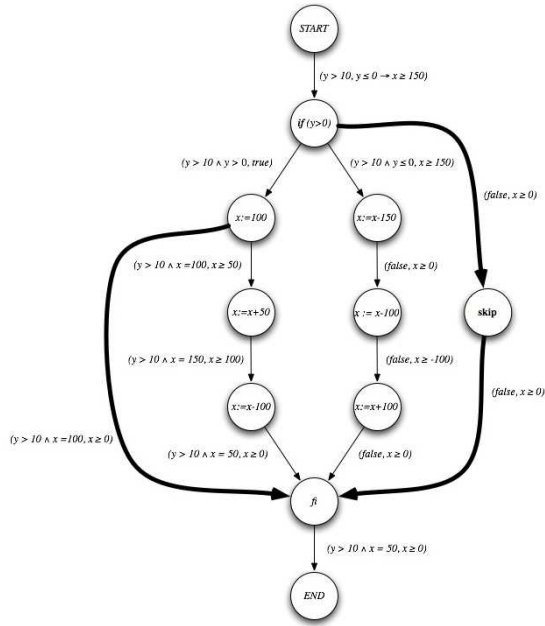 START
(y > 10, y ≤ 0 → x ≥ 150)
if (y>0)
(y > 10 ∧ y > 0, true)
(y > 10 ∧ y ≤ 0, x ≥ 150)
(false, x ≥ 0)
x:=100
x:=x-150
(y > 10 ∧ x =100, x ≥ 50)
(false, x ≥ 0)
x:=x+50
x := x-100
skip
(y > 10 ∧ x = 150, x ≥ 100)
(false, x ≥ -100)
(false, x ≥ 0)
x:=x-100
x:=x+100
(y > 10 ∧ x =100, x ≥ 0)
(y > 10 ∧ x = 50, x ≥ 0)
(false, x ≥ 0)
fi
(y > 10 ∧ x = 50, x ≥ 0)
END